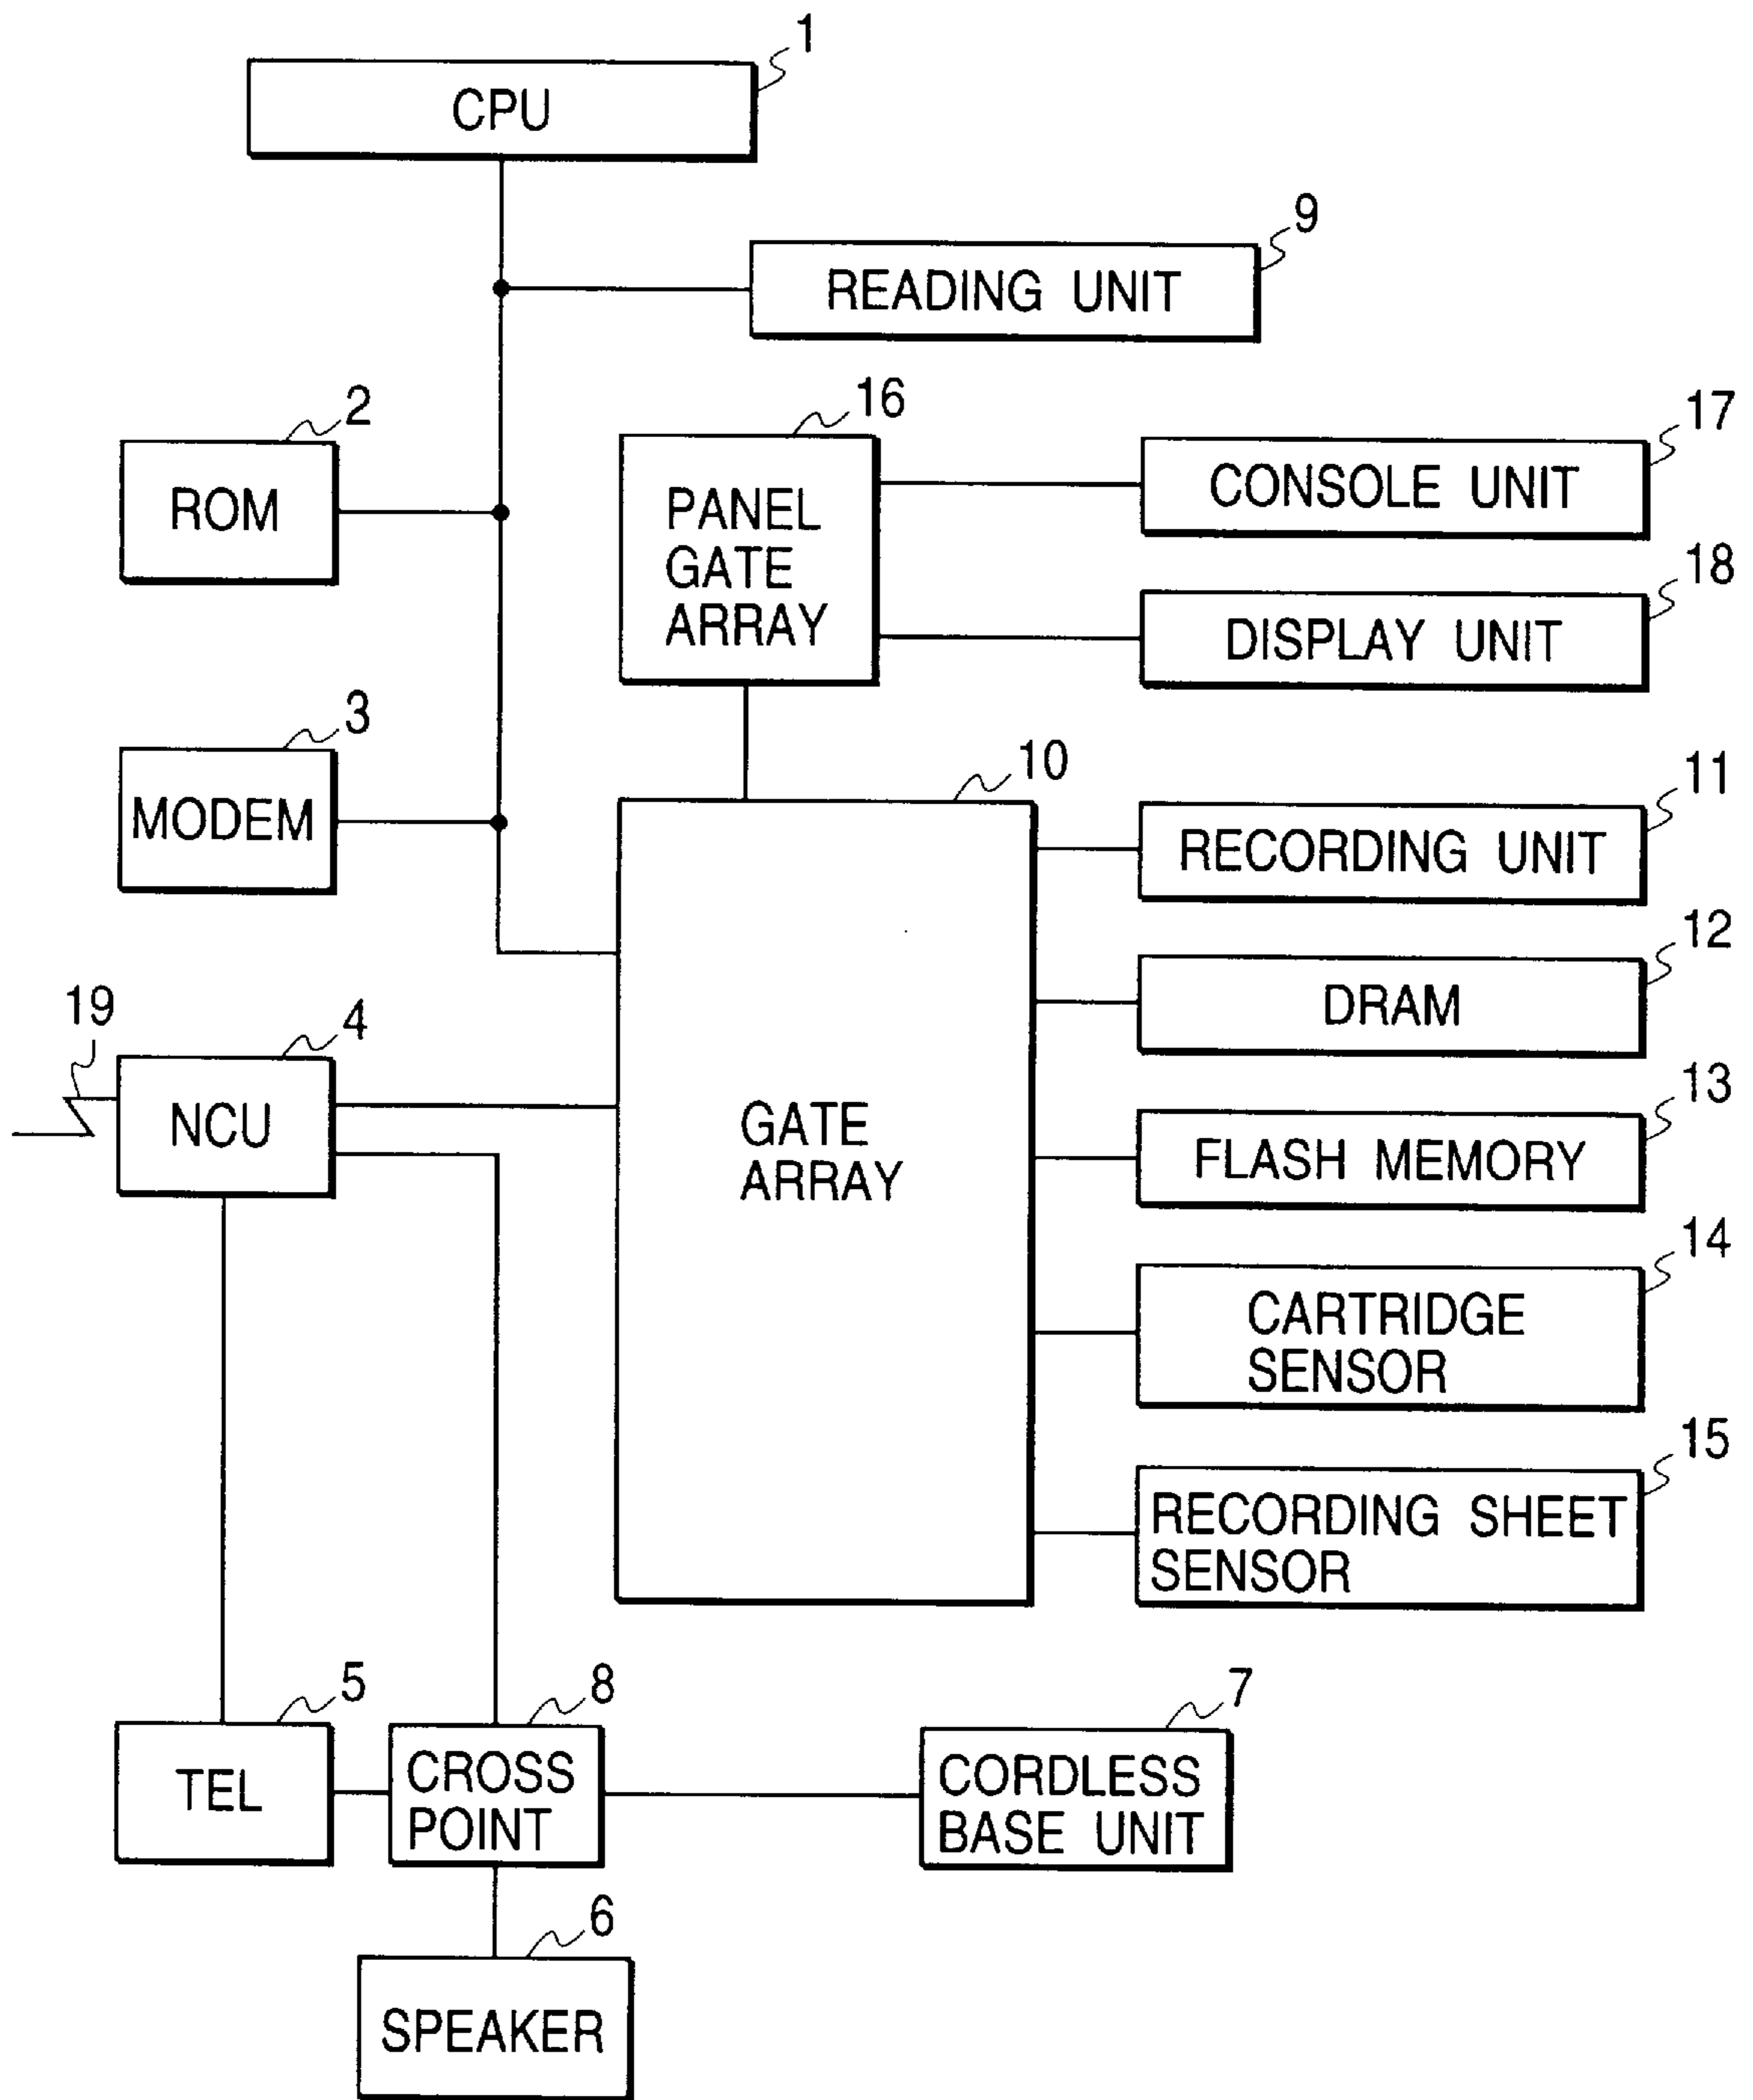 1
CPU
9
READING UNIT
2
ROM
16
PANEL
GATE
ARRAY
17
CONSOLE UNIT
18
DISPLAY UNIT
3
MODEM
10
GATE
ARRAY
11
RECORDING UNIT
12
DRAM
19
4
NCU
13
FLASH MEMORY
14
CARTRIDGE
SENSOR
15
RECORDING SHEET
SENSOR
5
TEL
8
CROSS
POINT
7
CORDLESS
BASE UNIT
6
SPEAKER